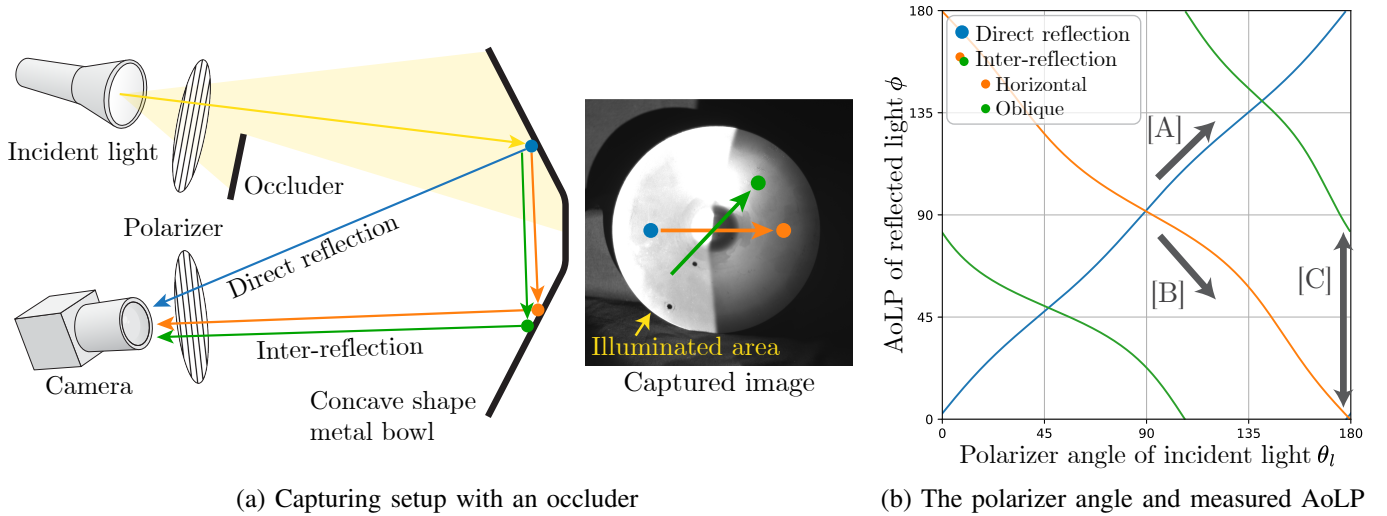 Incident light
Polarizer
Occluder
Direct reflection
Inter-reflection
Camera
Concave shape
metal bowl
Illuminated area
Captured image
(a) Capturing setup with an occluder
AoLP of reflected light ϕ
180
135
90
45
0
Direct reflection
Inter-reflection
Horizontal
Oblique
[A]
[B]
[C]
0 45 90 135 180
Polarizer angle of incident light θ_l
(b) The polarizer angle and measured AoLP